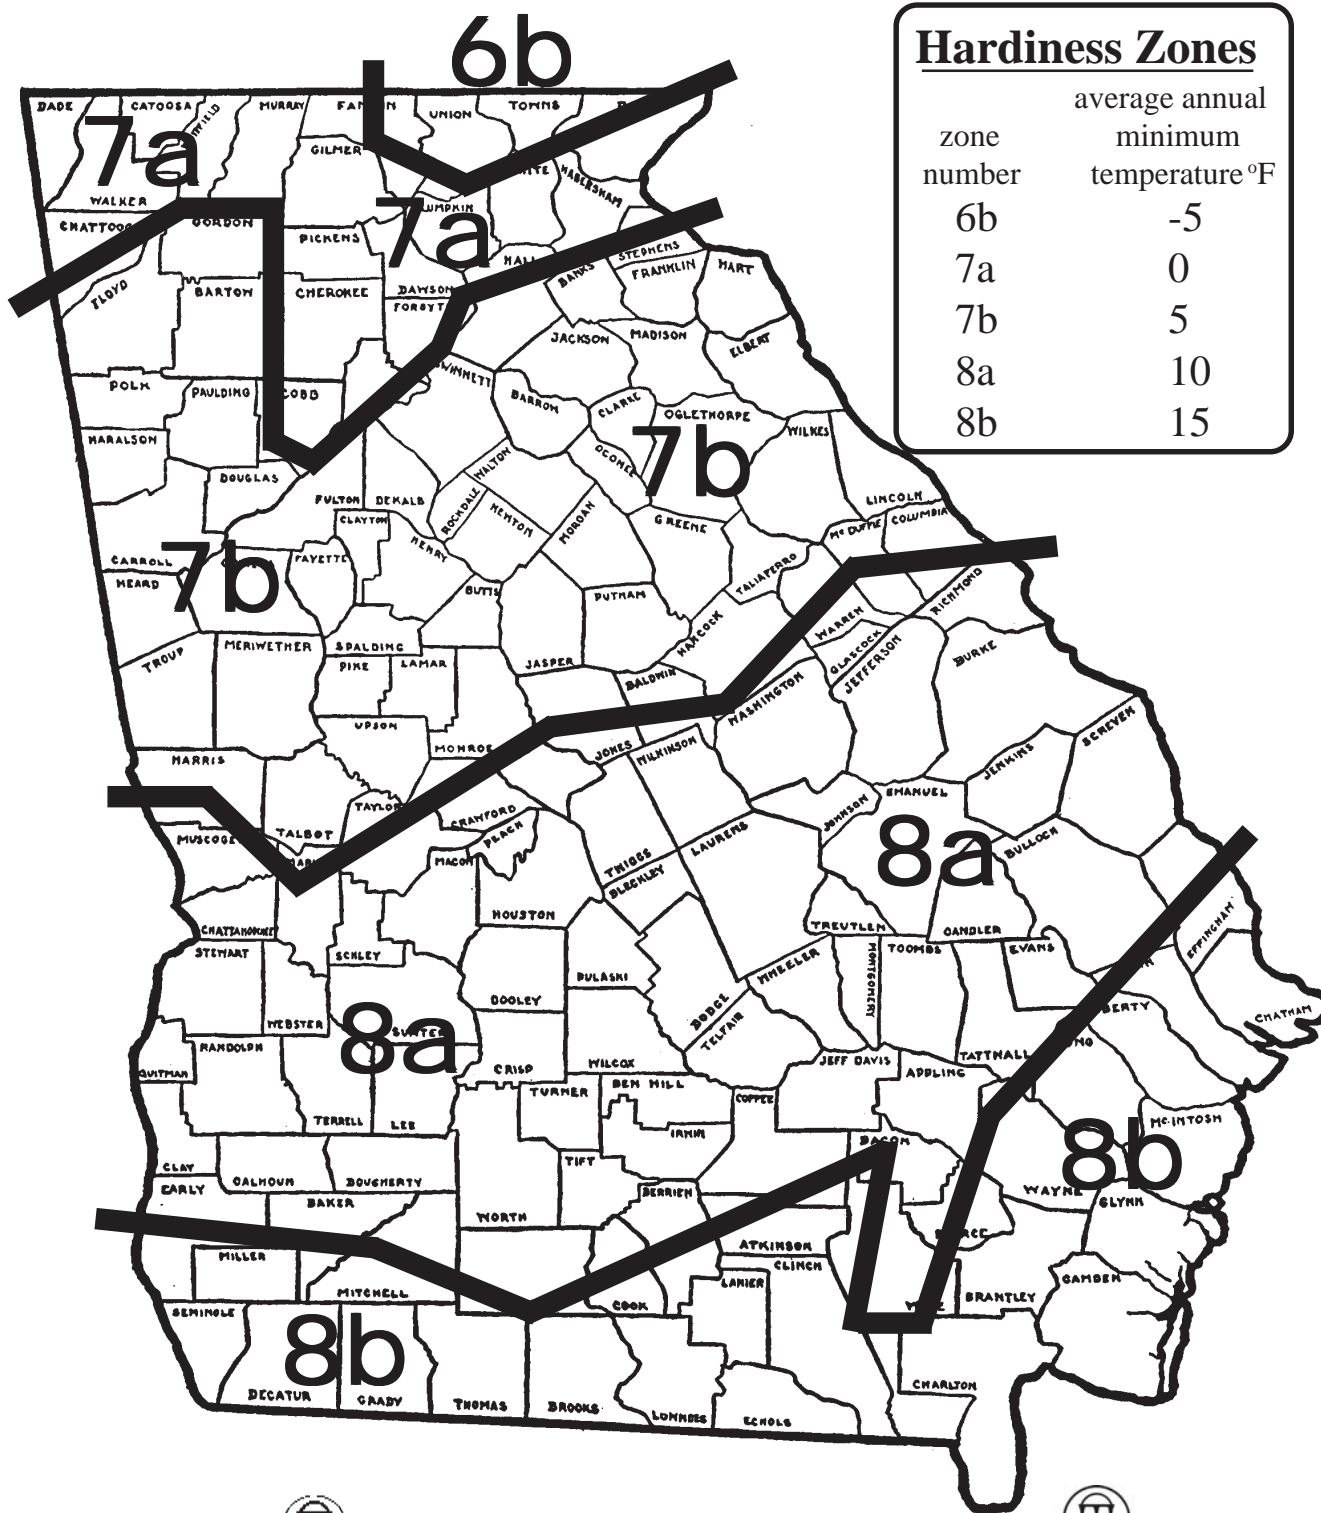 6b
Hardiness Zones
average annual
zone minimum
number temperature °F
6b -5
7a 0
7b 5
8a 10
8b 15
DADE CATOOSA MURRAY UNION TOWNS
7a
GILMER
WALKER HABERSHAM
CHATTOOG GORDON UMPKIN
PICKENS 7a
HALL STEPHENS
BANKS FRANKLIN HART
FLOYD BARTOW CHEROKEE DAWSON
FORSYT
JACKSON MADISON ELBERT
POLK PAULDING COBB WINNETT
BARROW CLARKE OGLETHORPE WILKES
HARALSON 7b
OCONEE
WALTON
DOUGLAS
FULTON DEKALB ROCKDALE NEWTON MORGAN GREENE LINCOLN
CLAYTON McDUFFIE COLUMBIA
CARROLL 7b FAYETTE HENRY TALIAFERRO
HEARD BUTTS PUTNAM HANCOCK WARREN RICHMOND
GLASCOCK
TROUP MERIWETHER SPALDING JEFFERSON BURKE
PIKE LAMAR JASPER BALDWIN
WASHINGTON
UPSON MONROE JONES WILKINSON SCREVEN
HARRIS JENKINS
TAYLOR CRAWFORD JOHNSON EMANUEL
MUSCOGE TALBOT PEACH 8a BULLOCH
MACON TWIGGS LAURENS
BLECKLEY
HOUSTON
CHATTAHOOCHEE TREUTLEN CANDLER EFFINGHAM
STEWART SCHLEY PULASKI WHEELER MONTGOMERY TOOMBS EVANS
DOOLY DODGE
WEBSTER 8a SUMTER TELFAIR BERTY CHATHAM
RANDOLPH JEFF DAVIS TATTNALL
QUITMAN CRISP WILCOX APPLING
TURNER BEN HILL COFFEE
TERRELL LEE IRWIN BACON 8b McINTOSH
CLAY TIFT
EARLY CALHOUN DOUGHERTY BERRIEN WAYNE
BAKER WORTH GLYNN
ATKINSON
MILLER CLINCH CAMDEN
MITCHELL LANIER BRANTLEY
SEMINOLE COOK
8b
DECATUR GRADY THOMAS BROOKS LOWNDES ECHOLS CHARLTON